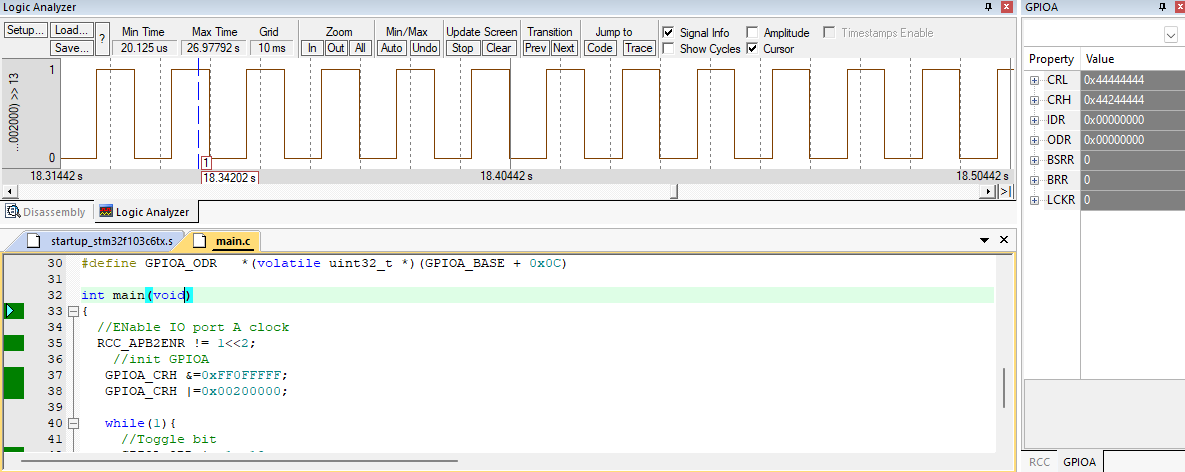 Logic Analyzer
Setup... Load... Save... ?
Min Time Max Time Grid Zoom Min/Max Update Screen Transition Jump to
20.125 us 26.97792 s 10 ms In Out All Auto Undo Stop Clear Prev Next Code Trace
Signal Info Amplitude Timestamps Enable
Show Cycles Cursor
...002000) >> 13
1
0
1
18.31442 s 18.34202 s 18.40442 s 18.50442 s
>|
Disassembly Logic Analyzer
startup_stm32f103c6tx.s main.c
30 #define GPIOA_ODR *(volatile uint32_t *)(GPIOA_BASE + 0x0C)
31
32 int main(void)
33 {
34 //ENable IO port A clock
35 RCC_APB2ENR != 1<<2;
36 //init GPIOA
37 GPIOA_CRH &=0xFF0FFFFF;
38 GPIOA_CRH |=0x00200000;
39
40 while(1){
41 //Toggle bit
GPIOA
Property Value
CRL 0x44444444
CRH 0x44244444
IDR 0x00000000
ODR 0x00000000
BSRR 0
BRR 0
LCKR 0
RCC GPIOA